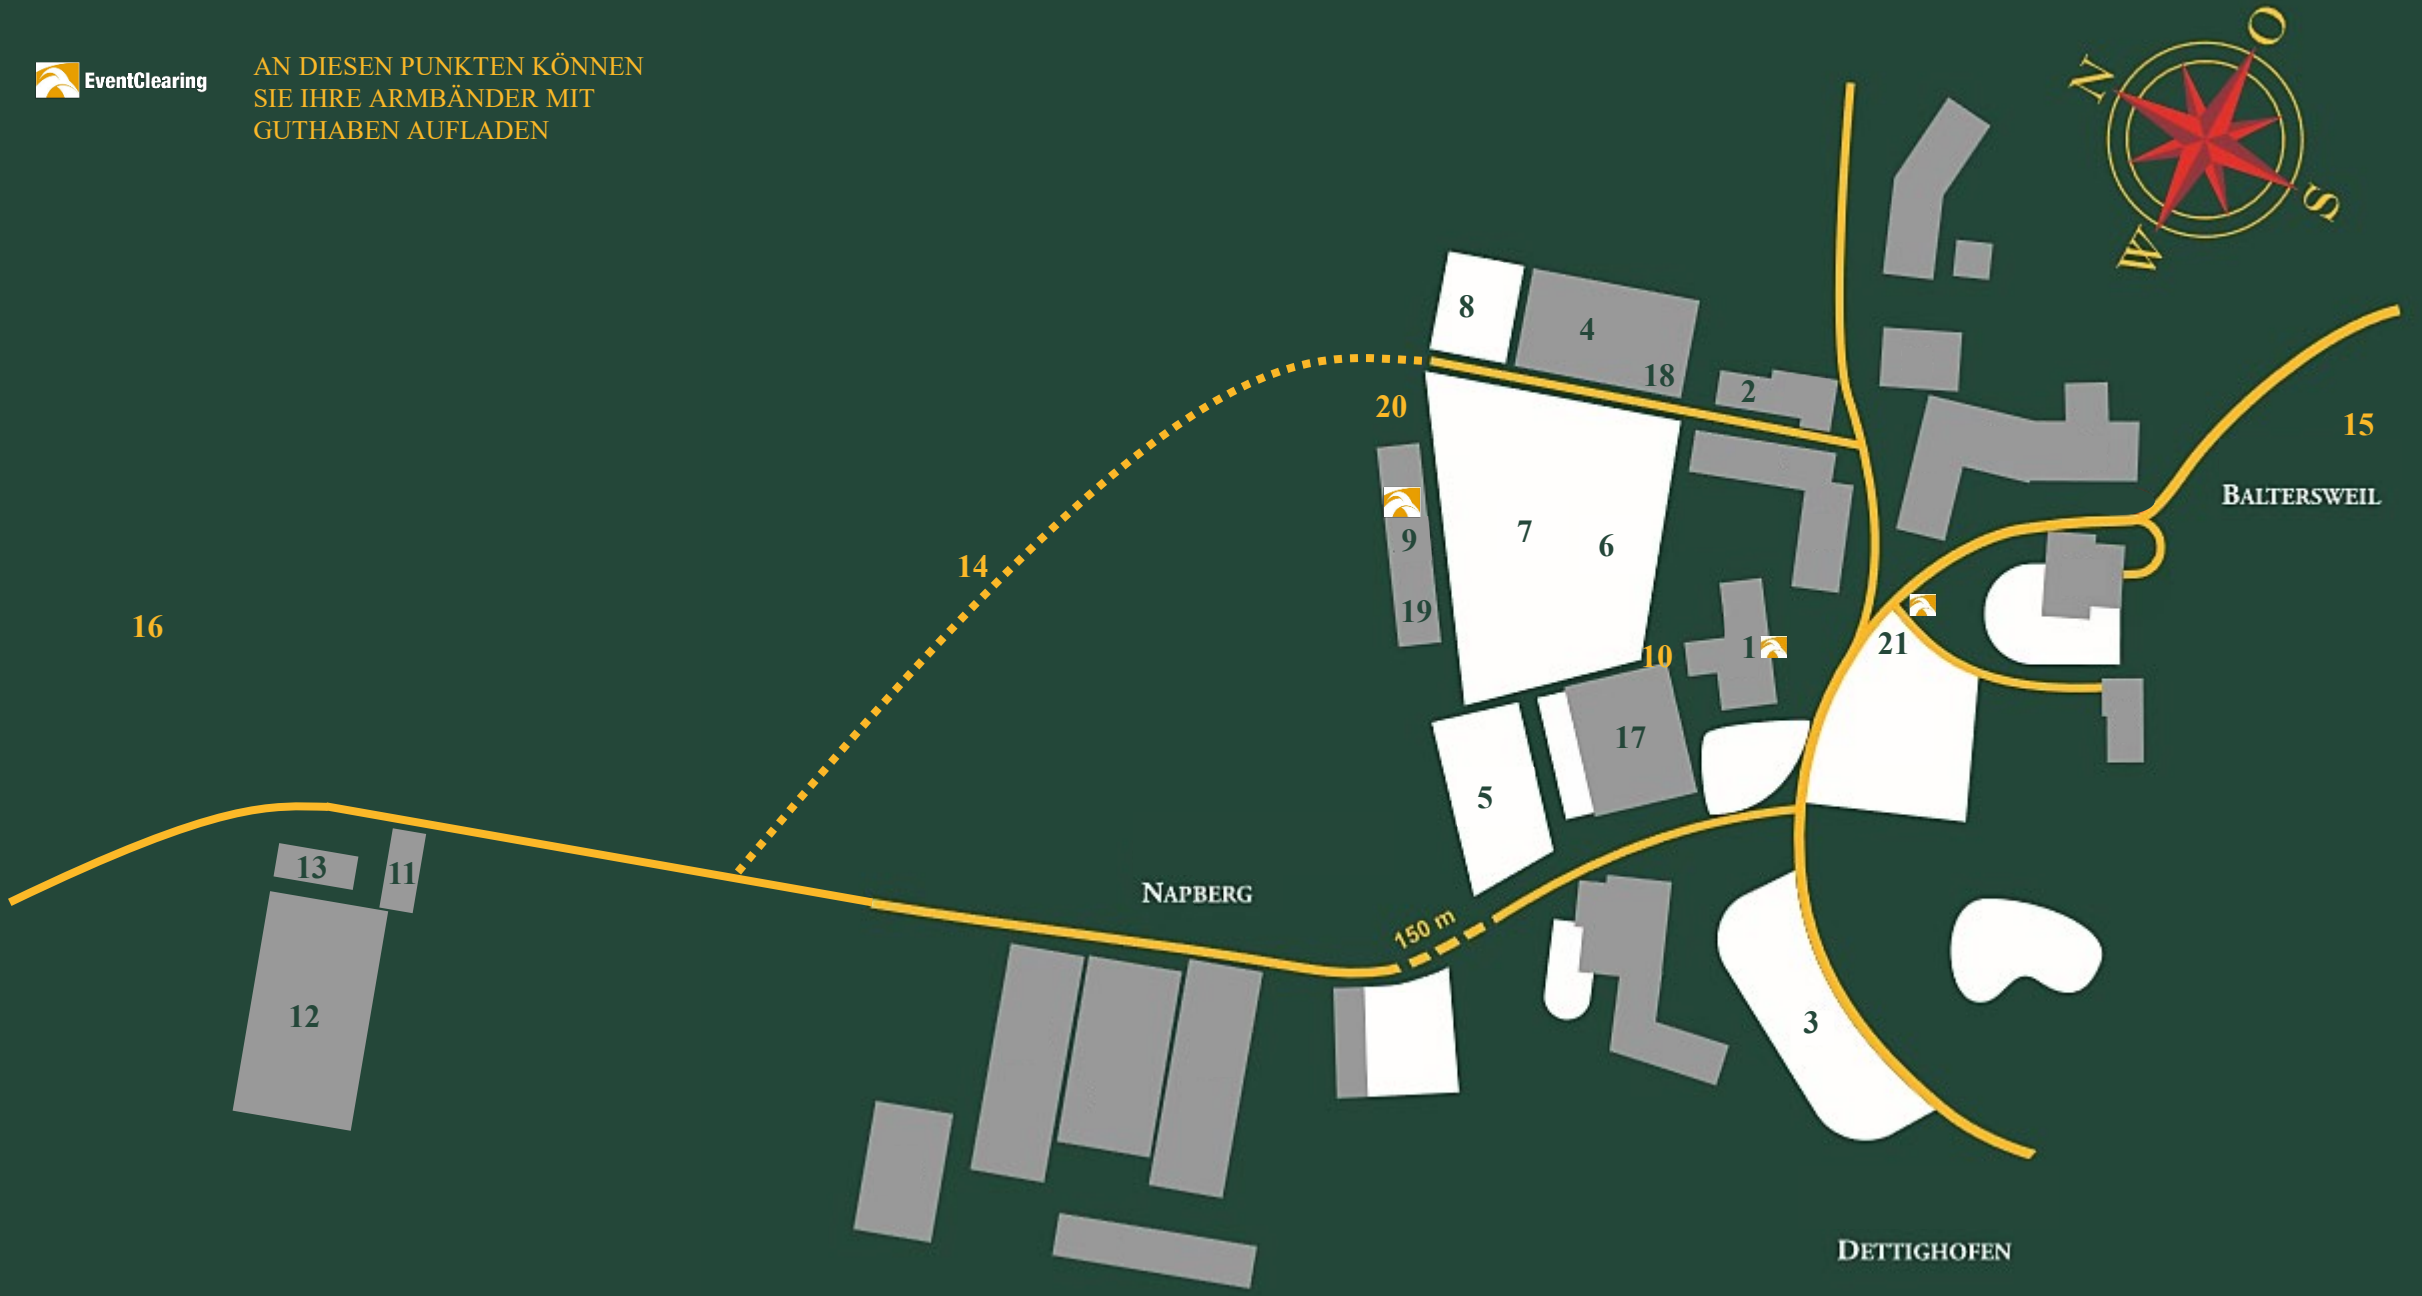 EventClearing
AN DIESEN PUNKTEN KÖNNEN
SIE IHRE ARMBÄNDER MIT
GUTHABEN AUFLADEN
O
N
S
W
8
4
18
2
20
15
BALTERSWEIL
7
6
9
14
19
16
21
1
10
17
5
13
11
NAPBERG
150 m
12
3
DETTIGHOFEN